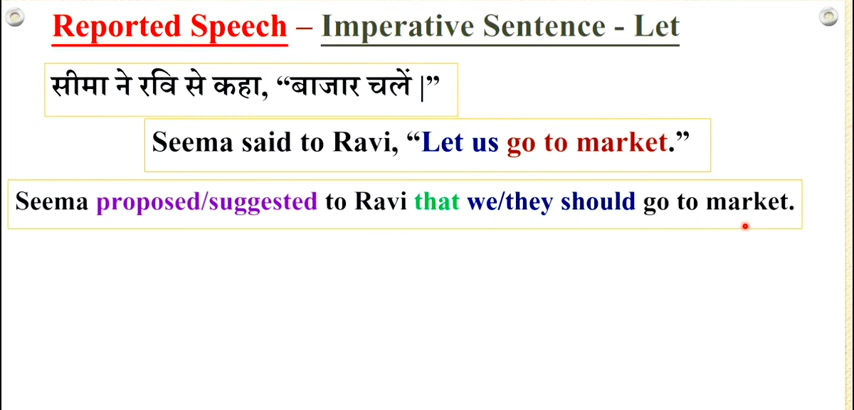 Reported Speech – Imperative Sentence - Let
सीमा ने रवि से कहा, “बाजार चलें |”
Seema said to Ravi, “Let us go to market.”
Seema proposed/suggested to Ravi that we/they should go to market.